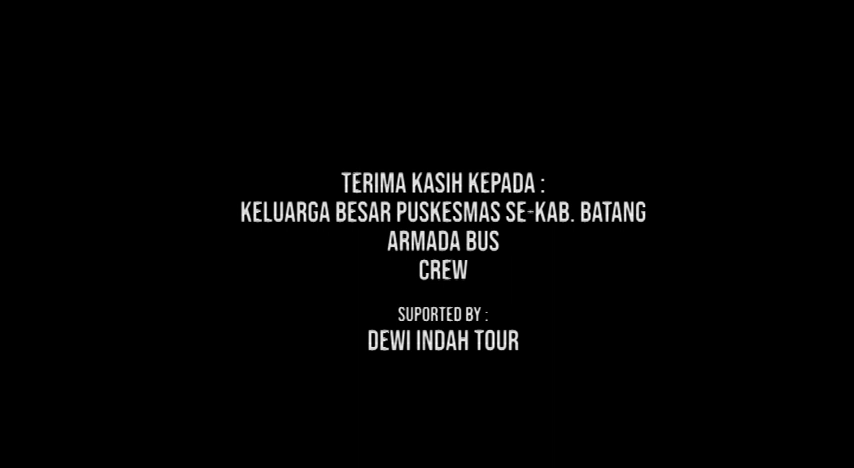 TERIMA KASIH KEPADA :
KELUARGA BESAR PUSKESMAS SE-KAB. BATANG
ARMADA BUS
CREW
SUPORTED BY :
DEWI INDAH TOUR